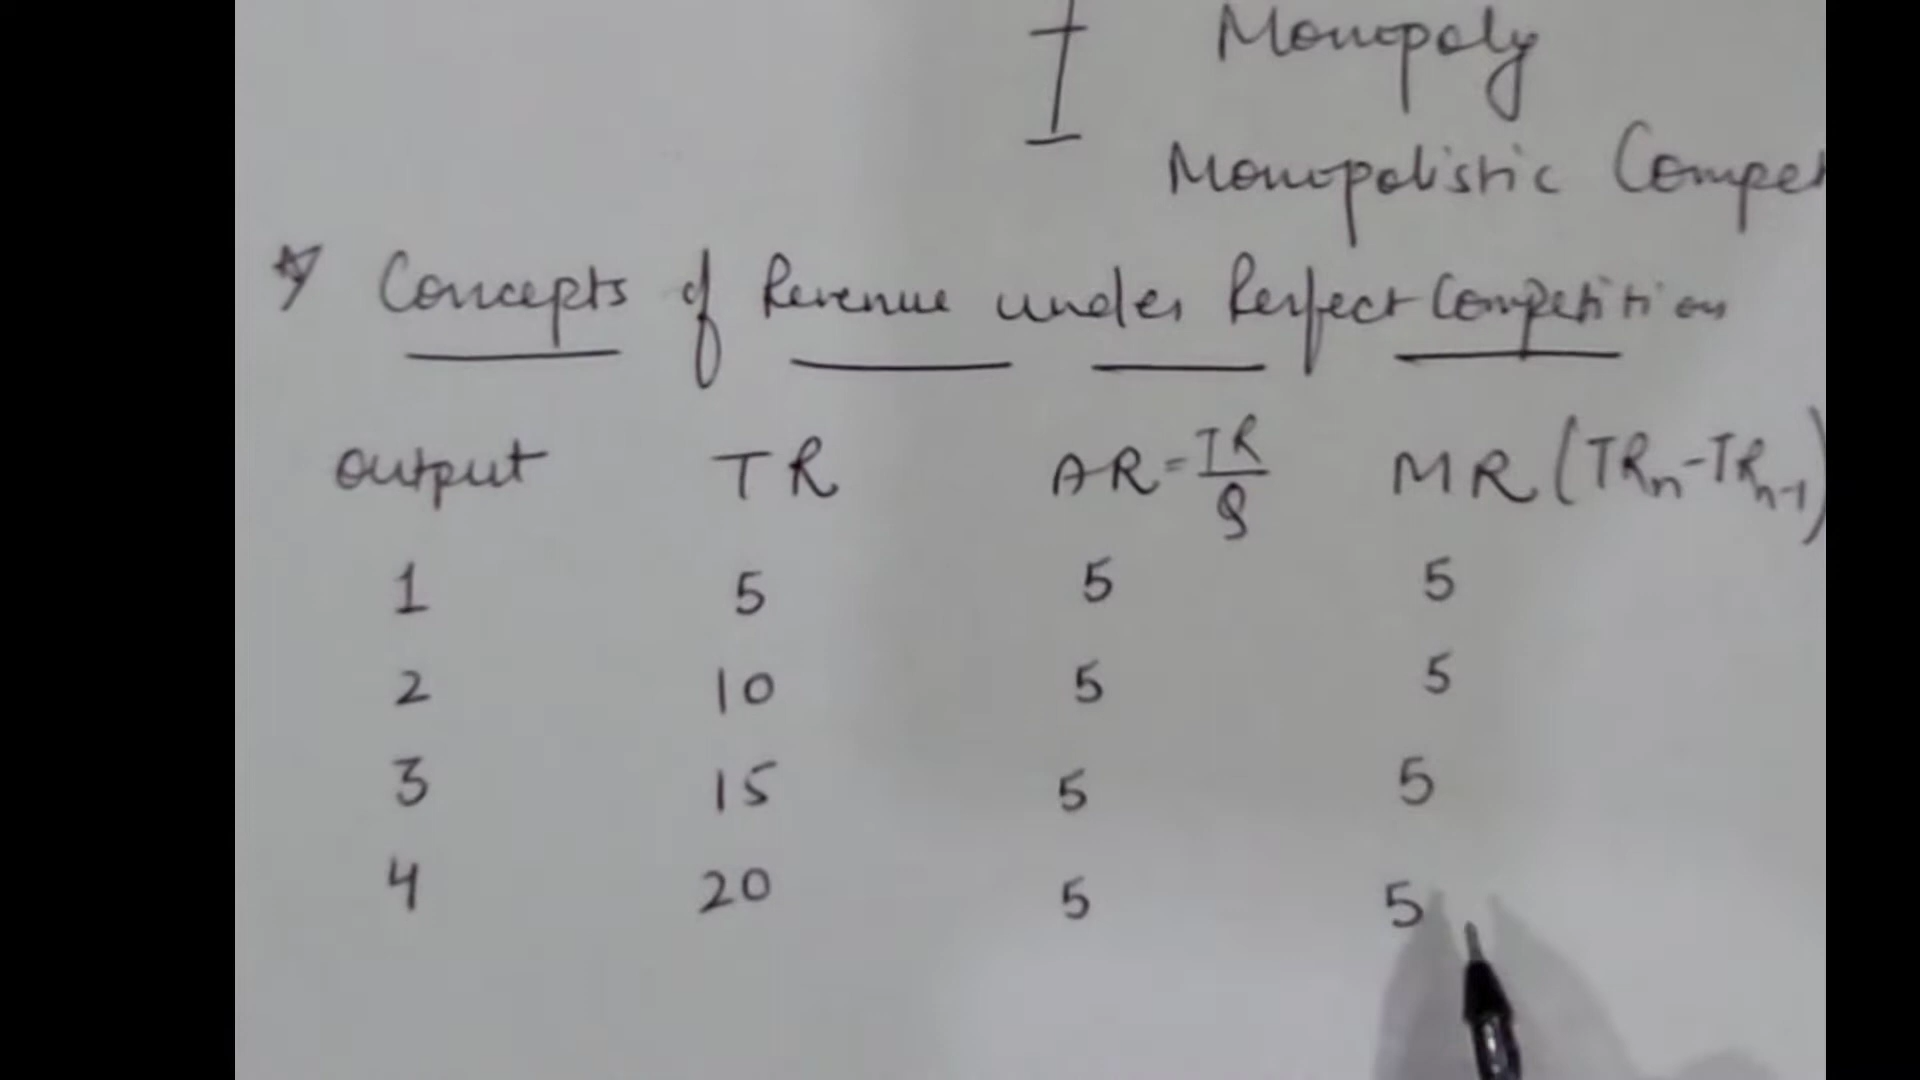 Monopoly
Monopolistic Compet
Concepts of Revenue under Perfect Competition
output TR AR = TR/Q MR (TRn - TRn-1)
1 5 5 5
2 10 5 5
3 15 5 5
4 20 5 5